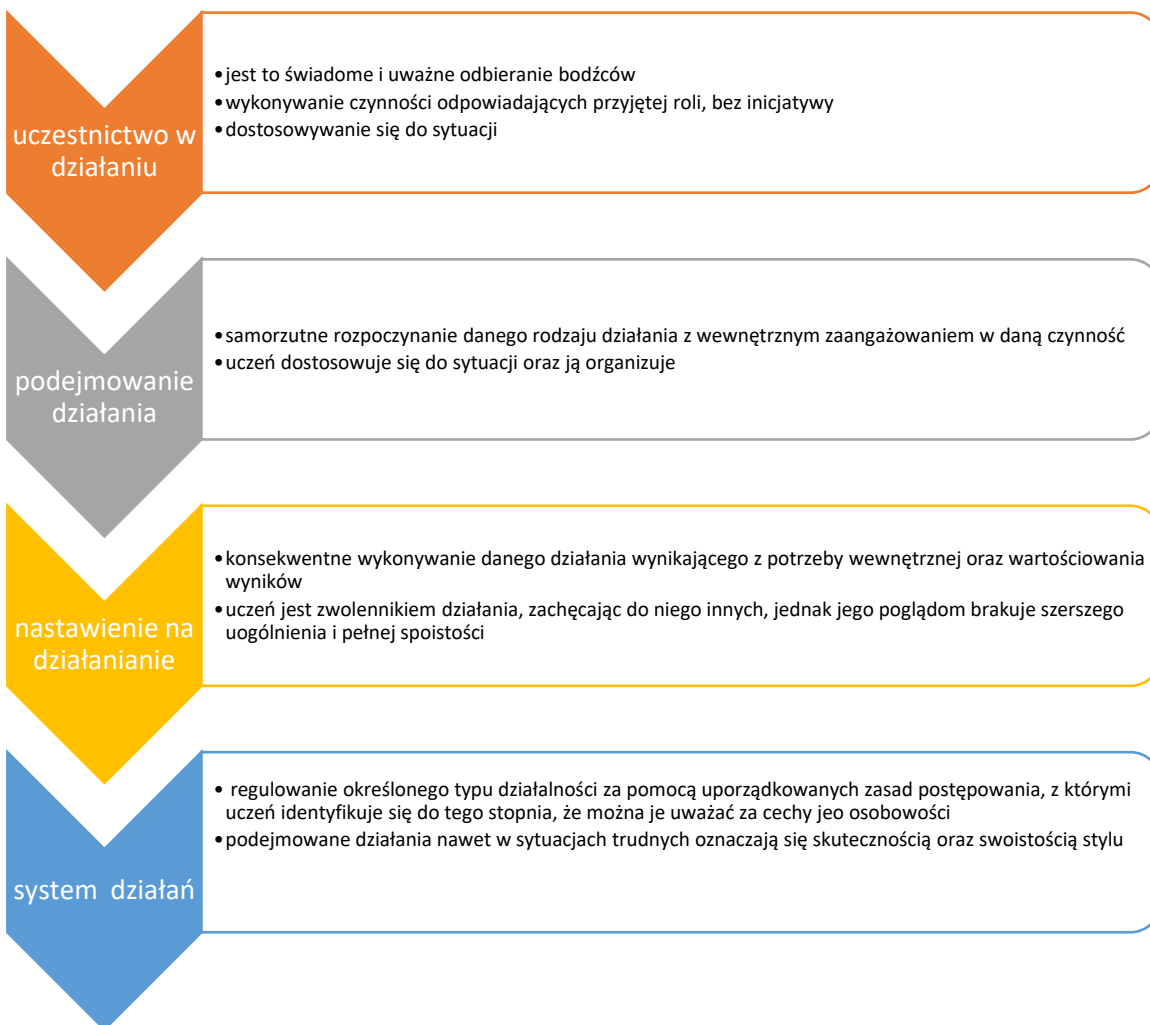 uczestnictwo w
działaniu
•jest to świadome i uważne odbieranie bodźców
•wykonywanie czynności odpowiadających przyjętej roli, bez inicjatywy
•dostosowywanie się do sytuacji
podejmowanie
działania
•samorzutne rozpoczynanie danego rodzaju działania z wewnętrznym zaangażowaniem w daną czynność
•uczeń dostosowuje się do sytuacji oraz ją organizuje
nastawienie na
działanianie
•konsekwentne wykonywanie danego działania wynikającego z potrzeby wewnętrznej oraz wartościowania
wyników
•uczeń jest zwolennikiem działania, zachęcając do niego innych, jednak jego poglądom brakuje szerszego
uogólnienia i pełnej spoistości
system działań
• regulowanie określonego typu działalności za pomocą uporządkowanych zasad postępowania, z którymi
uczeń identyfikuje się do tego stopnia, że można je uważać za cechy jeo osobowości
•podejmowane działania nawet w sytuacjach trudnych oznaczają się skutecznością oraz swoistością stylu